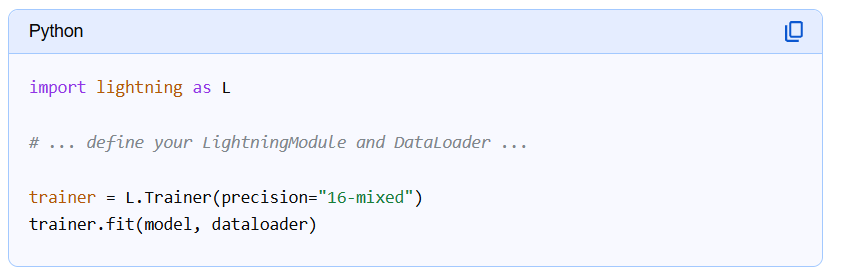 Python
import lightning as L
# ... define your LightningModule and DataLoader ...
trainer = L.Trainer(precision="16-mixed")
trainer.fit(model, dataloader)